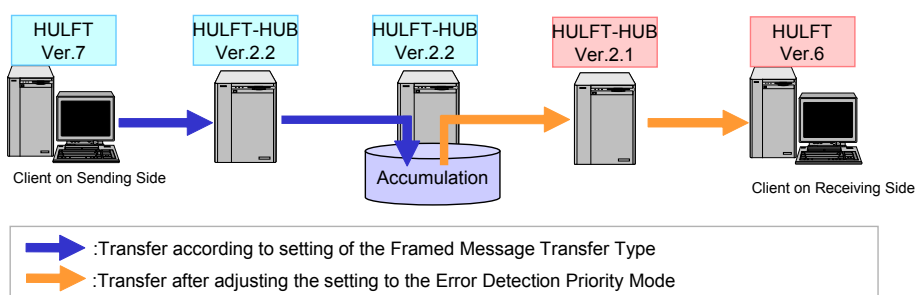 HULFT
Ver.7
HULFT-HUB
Ver.2.2
HULFT-HUB
Ver.2.2
HULFT-HUB
Ver.2.1
HULFT
Ver.6
Client on Sending Side
Accumulation
Client on Receiving Side
:Transfer according to setting of the Framed Message Transfer Type
:Transfer after adjusting the setting to the Error Detection Priority Mode